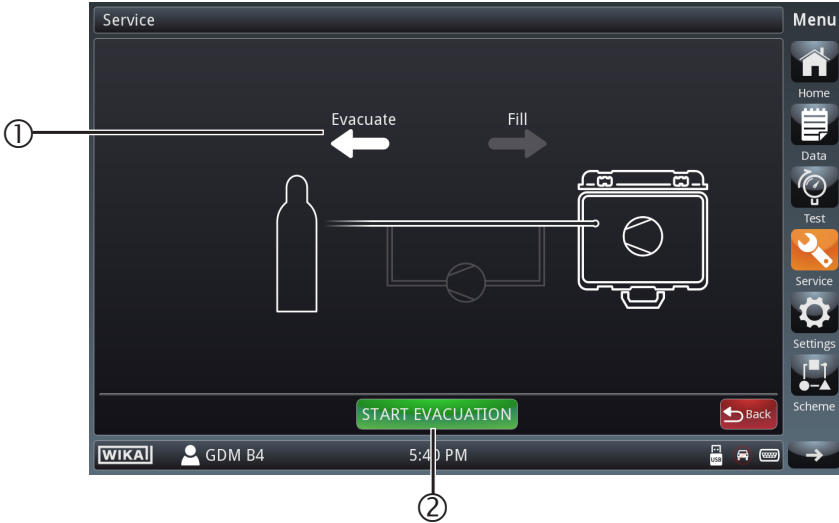 Service
Menu
Home
Data
Test
Service
Settings
Scheme
①
Evacuate
Fill
START EVACUATION
Back
WIKA
GDM B4
5:40 PM
USB
②